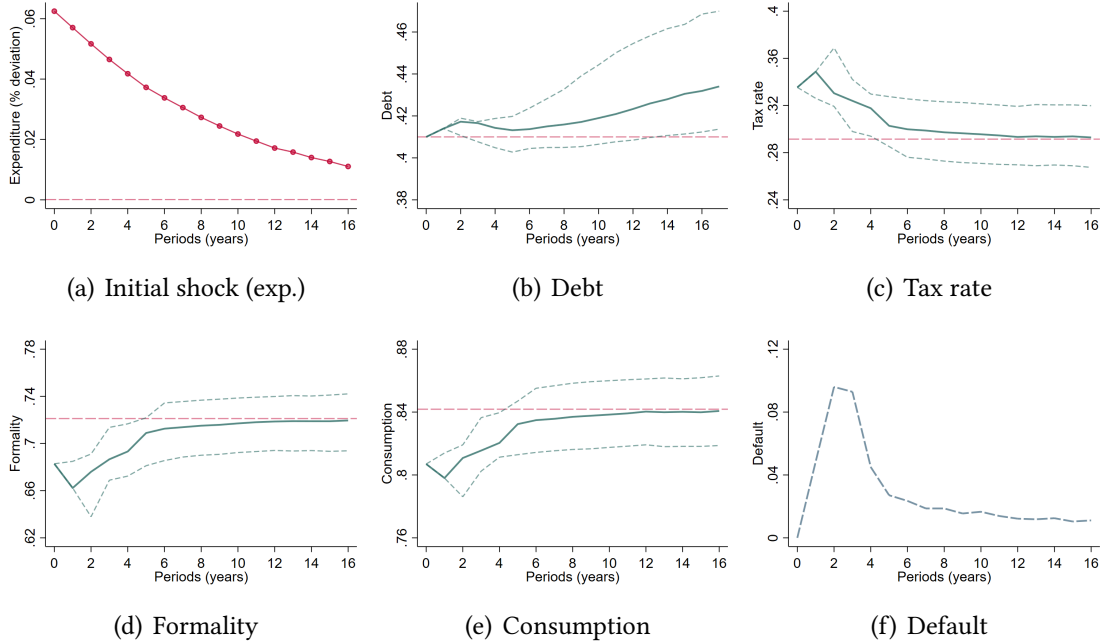 Expenditure (% deviation)
0 .02 .04 .06
0 2 4 6 8 10 12 14 16
Periods (years)
(a) Initial shock (exp.)
Debt
.38 .4 .42 .44 .46
0 2 4 6 8 10 12 14 16
Periods (years)
(b) Debt
Tax rate
.24 .28 .32 .36 .4
0 2 4 6 8 10 12 14 16
Periods (years)
(c) Tax rate
Formality
.62 .66 .7 .74 .78
0 2 4 6 8 10 12 14 16
Periods (years)
(d) Formality
Consumption
.76 .8 .84 .88
0 2 4 6 8 10 12 14 16
Periods (years)
(e) Consumption
Default
0 .04 .08 .12
0 2 4 6 8 10 12 14 16
Periods (years)
(f) Default